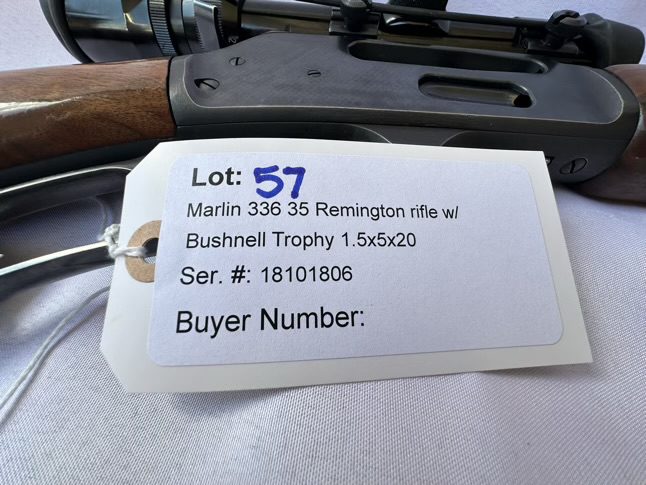 Lot: 57
Marlin 336 35 Remington rifle w/
Bushnell Trophy 1.5x5x20
Ser. #: 18101806
Buyer Number: